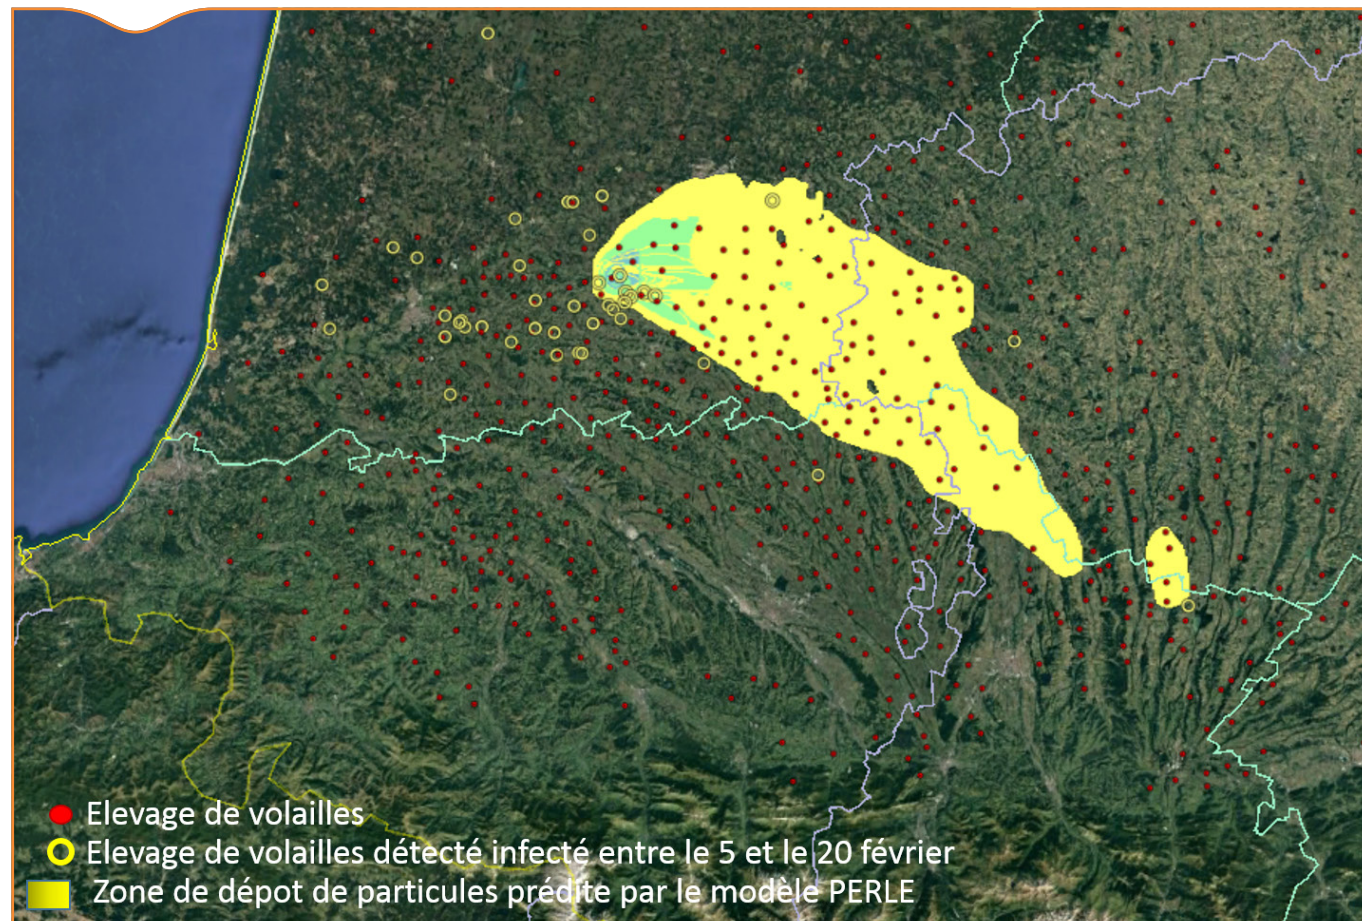 Elevage de volailles
Elevage de volailles détecté infecté entre le 5 et le 20 février
Zone de dépot de particules prédite par le modèle PERLE